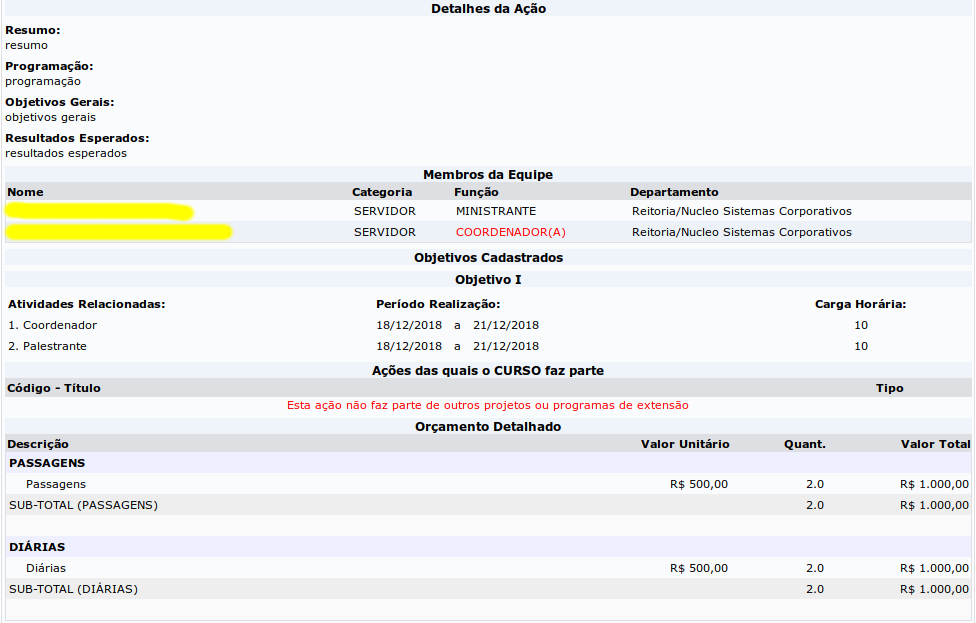 Detalhes da Ação
Resumo:
resumo
Programação:
programação
Objetivos Gerais:
objetivos gerais
Resultados Esperados:
resultados esperados
Membros da Equipe
Nome Categoria Função Departamento
SERVIDOR MINISTRANTE Reitoria/Nucleo Sistemas Corporativos
SERVIDOR COORDENADOR(A) Reitoria/Nucleo Sistemas Corporativos
Objetivos Cadastrados
Objetivo I
Atividades Relacionadas: Período Realização: Carga Horária:
1. Coordenador 18/12/2018 a 21/12/2018 10
2. Palestrante 18/12/2018 a 21/12/2018 10
Ações das quais o CURSO faz parte
Código - Título Tipo
Esta ação não faz parte de outros projetos ou programas de extensão
Orçamento Detalhado
Descrição Valor Unitário Quant. Valor Total
PASSAGENS
Passagens R$ 500,00 2.0 R$ 1.000,00
SUB-TOTAL (PASSAGENS) 2.0 R$ 1.000,00
DIÁRIAS
Diárias R$ 500,00 2.0 R$ 1.000,00
SUB-TOTAL (DIÁRIAS) 2.0 R$ 1.000,00